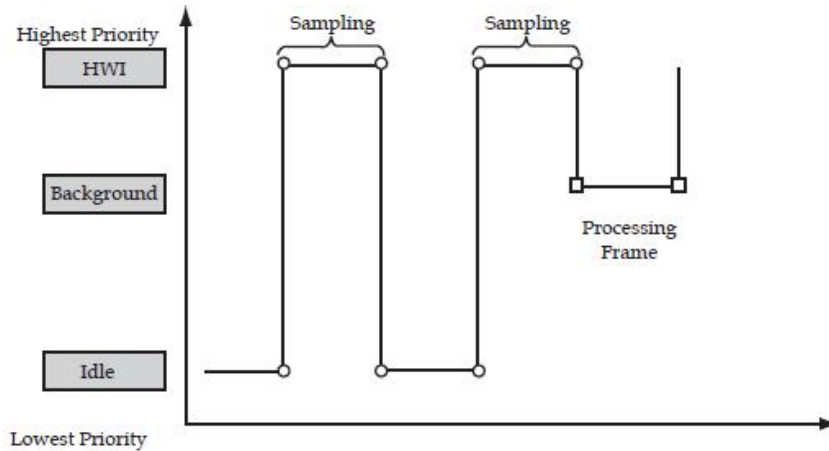 Sampling
Sampling
Highest Priority
HWI
Background
Processing
Frame
Idle
Lowest Priority